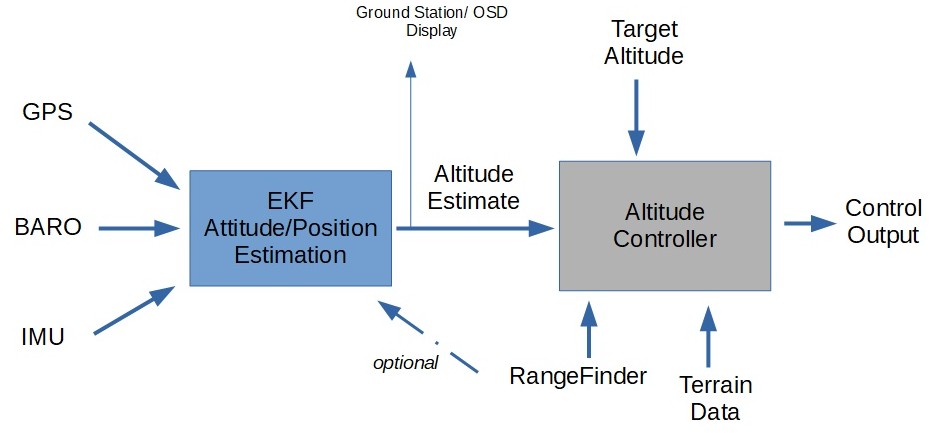 Ground Station/ OSD
Display
Target
Altitude
GPS
BARO
IMU
EKF
Attitude/Position
Estimation
Altitude
Estimate
Altitude
Controller
Control
Output
optional
RangeFinder
Terrain
Data